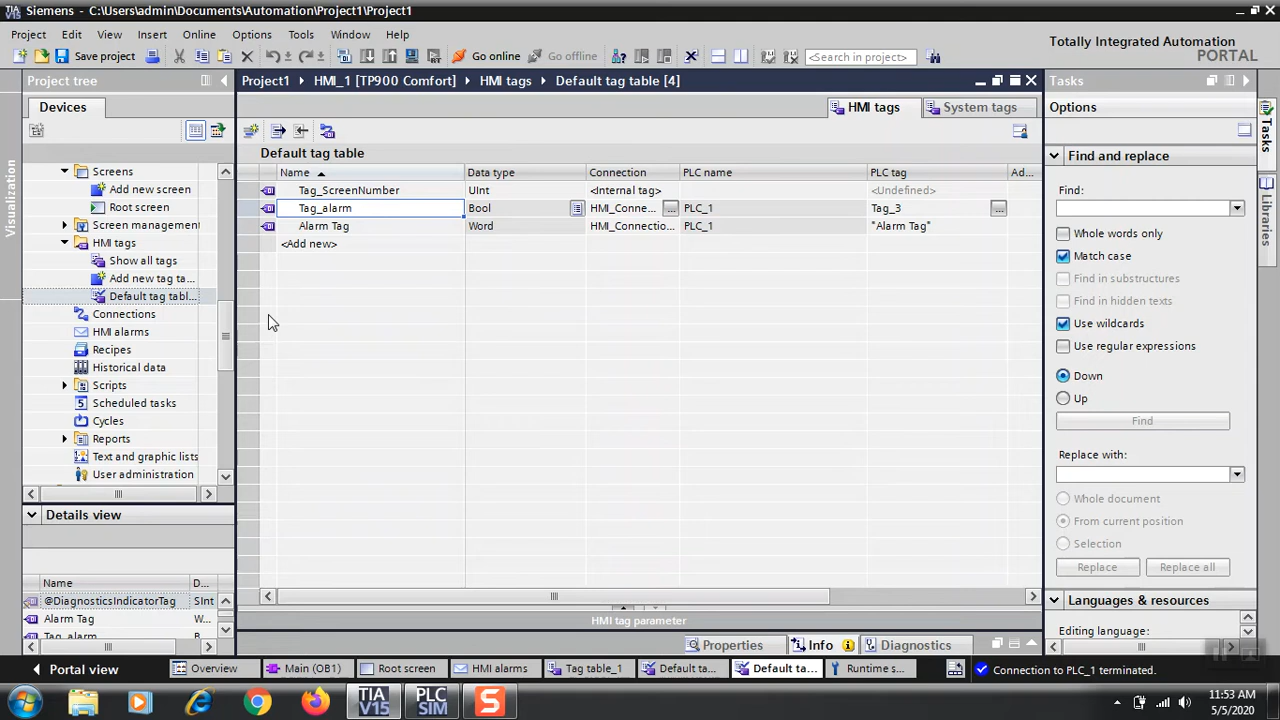 Siemens - C:\Users\admin\Documents\Automation\Project1\Project1
Project Edit View Insert Online Options Tools Window Help
Totally Integrated Automation
PORTAL
Save project Go online Go offline <Search in project>
Project tree
Project1 HMI_1 [TP900 Comfort] HMI tags Default tag table [4]
Tasks
Devices
HMI tags System tags
Options
Default tag table
Find and replace
Name Data type Connection PLC name PLC tag Ad...
Tag_ScreenNumber UInt <Internal tag> <Undefined>
Tag_alarm Bool HMI_Conne... PLC_1 Tag_3
Alarm Tag Word HMI_Connectio... PLC_1 "Alarm Tag"
<Add new>
Screens
Add new screen
Root screen
Screen management
HMI tags
Show all tags
Add new tag ta...
Default tag tabl...
Connections
HMI alarms
Recipes
Historical data
Scripts
Scheduled tasks
Cycles
Reports
Text and graphic lists
User administration
Details view
Name D...
@DiagnosticsIndicatorTag SInt
Alarm Tag W...
Tag_alarm B...
Find:
Whole words only
Match case
Find in substructures
Find in hidden texts
Use wildcards
Use regular expressions
Down
Up
Find
Replace with:
Whole document
From current position
Selection
Replace Replace all
Languages & resources
Editing language:
Tasks
Libraries
Visualization
HMI tag parameter
Properties Info Diagnostics
Portal view Overview Main (OB1) Root screen HMI alarms Tag table_1 Default ta... Default ta... Runtime s... Connection to PLC_1 terminated.
TIA V15 PLC SIM S
11:53 AM
5/5/2020